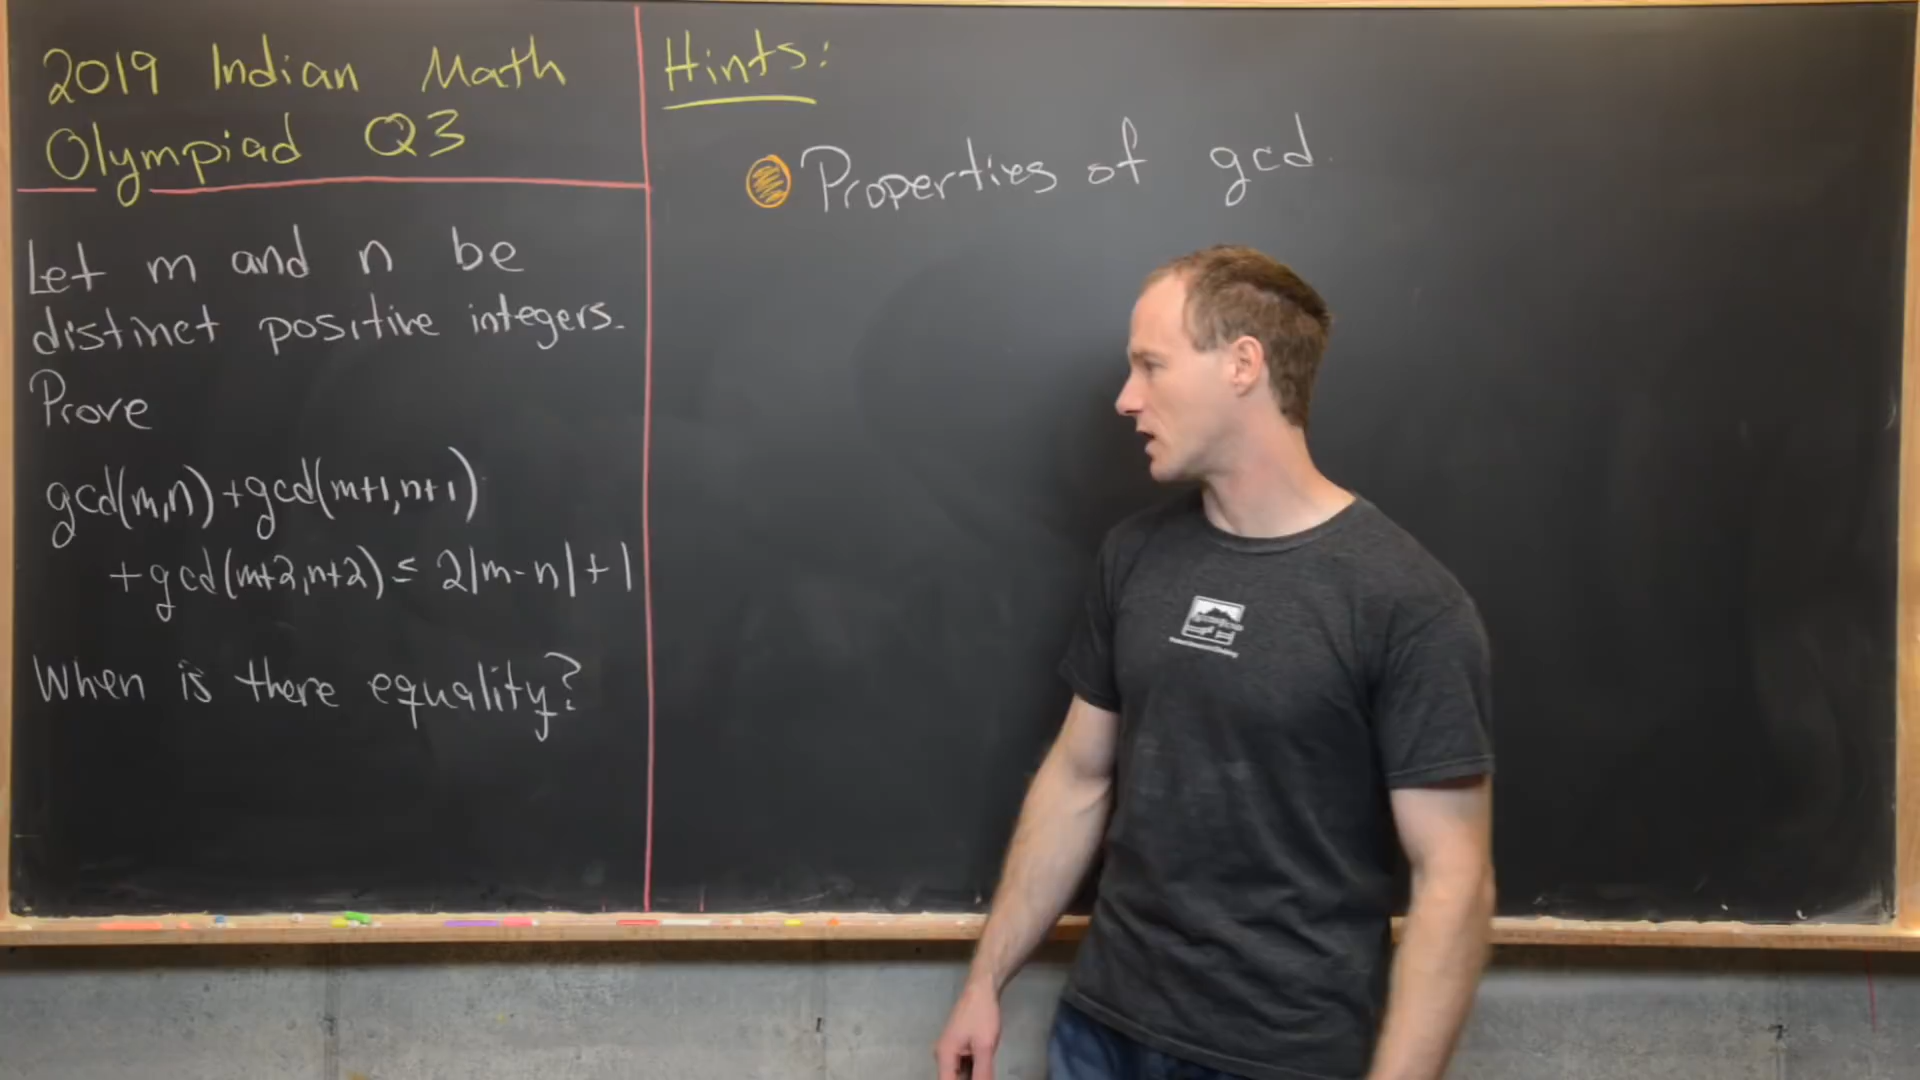 2019 Indian Math
Olympiad Q3
Let m and n be
distinct positive integers.
Prove
gcd(m,n)+gcd(m+1,n+1)
+gcd(m+2,n+2) ≤ 2|m-n|+1
When is there equality?
Hints:
Properties of gcd.